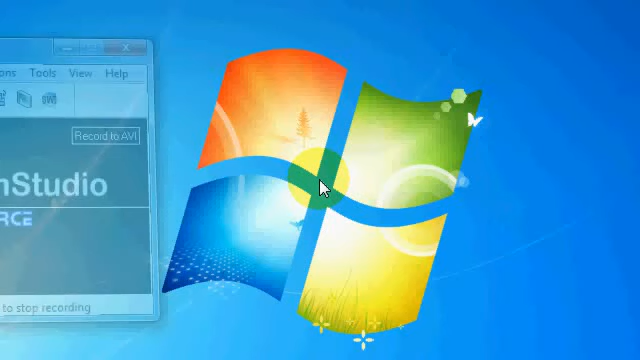 ons Tools View Help
Record to AVI
nStudio
RCE
to stop recording